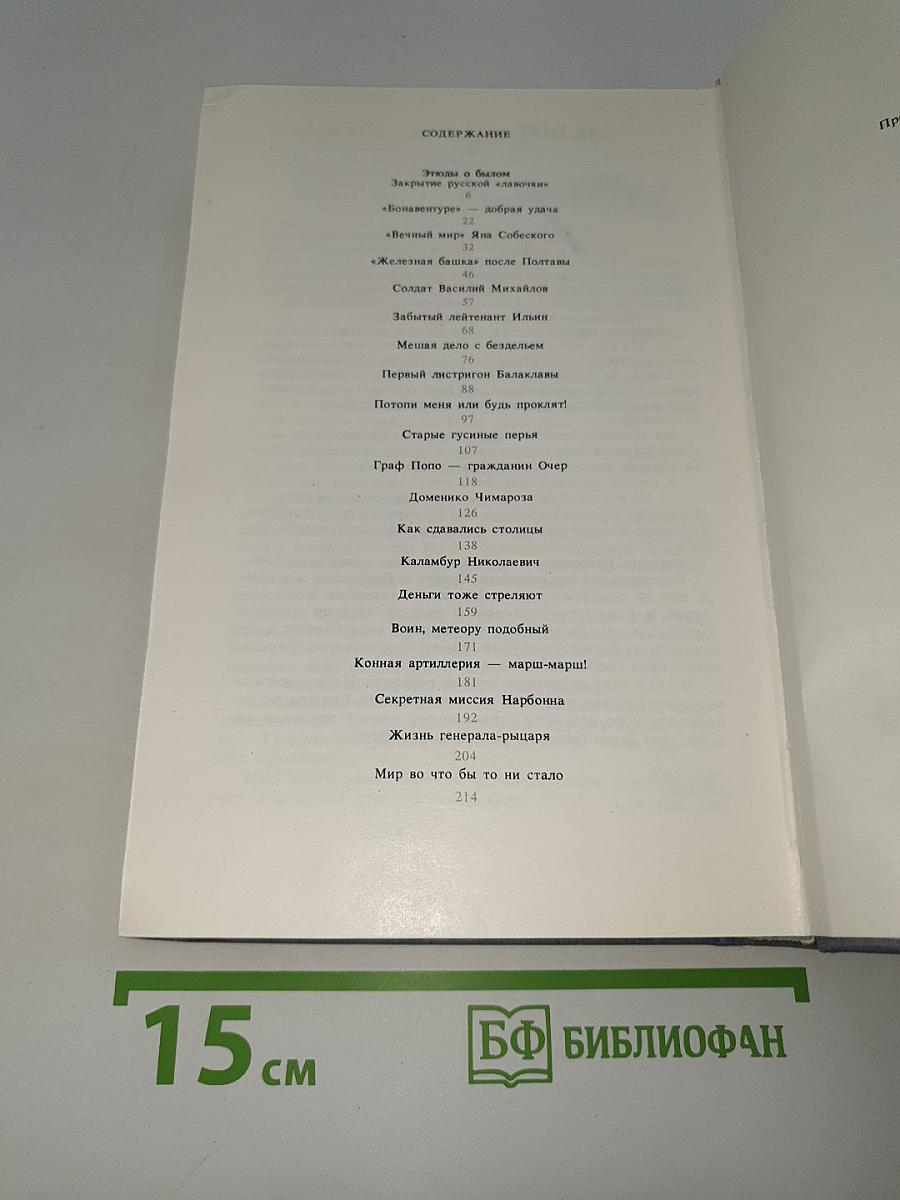 СОДЕРЖАНИЕ
Этюды о былом
Закрытие русской «лавочки»
6
«Бонавентуре» — добрая удача
22
«Вечный мир» Яна Собеского
32
«Железная башка» после Полтавы
46
Солдат Василий Михайлов
57
Забытый лейтенант Ильин
68
Мешая дело с бездельем
76
Первый листригон Балаклавы
88
Потопи меня или будь проклят!
97
Старые гусиные перья
107
Граф Попо — гражданин Очер
118
Доменико Чимароза
126
Как сдавались столицы
138
Каламбур Николаевич
145
Деньги тоже стреляют
159
Воин, метеору подобный
171
Конная артиллерия — марш-марш!
181
Секретная миссия Нарбонна
192
Жизнь генерала-рыцаря
204
Мир во что бы то ни стало
214
15 см
БФ БИБЛИОФАН